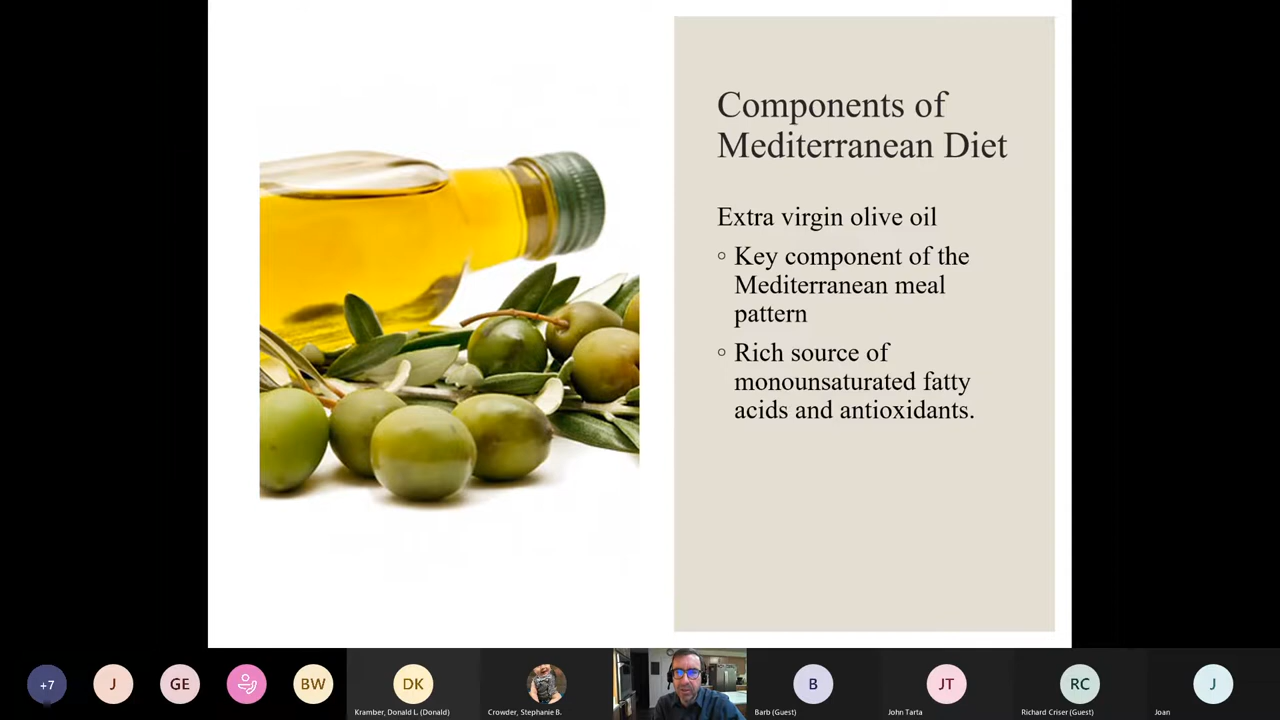 Components of
Mediterranean Diet
Extra virgin olive oil
◦ Key component of the
Mediterranean meal
pattern
◦ Rich source of
monounsaturated fatty
acids and antioxidants.
+7
J
GE
BW
DK
Kramber, Donald L. (Donald)
Crowder, Stephanie B.
B
Barb (Guest)
JT
John Tarta
RC
Richard Criser (Guest)
J
Joan